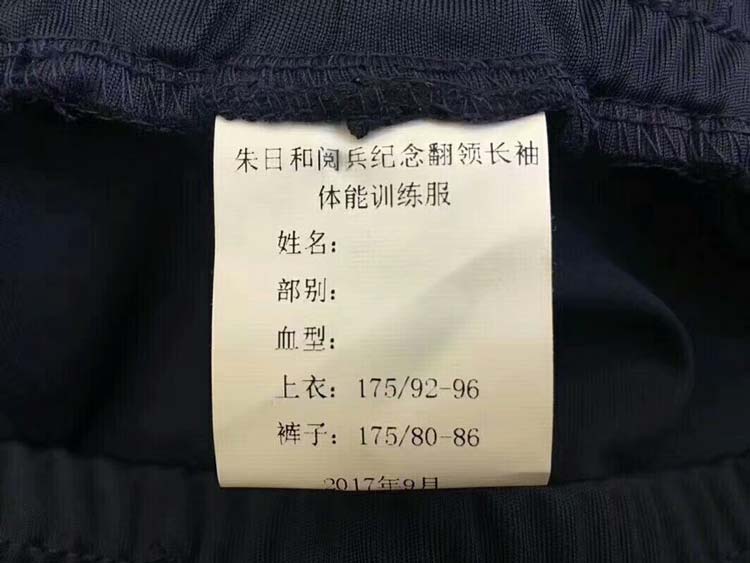 朱日和阅兵纪念翻领长袖
体能训练服
姓名：
部别：
血型：
上衣：175/92-96
裤子：175/80-86
2017年9月